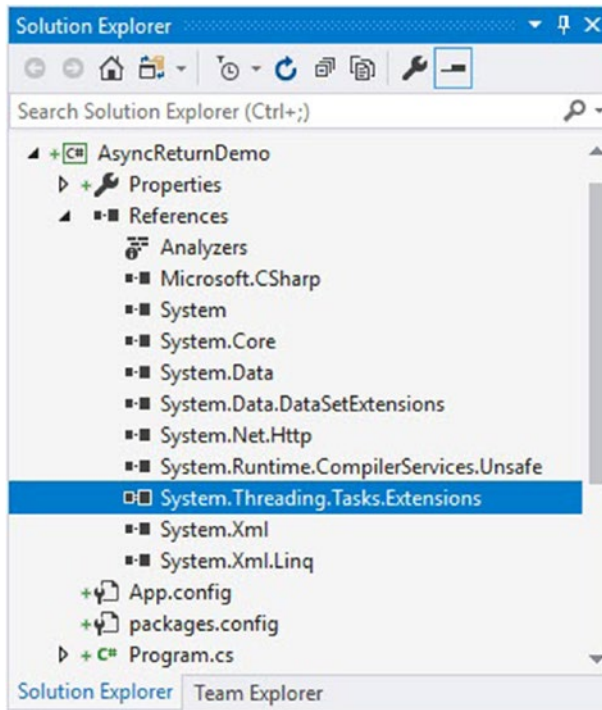 Solution Explorer
Search Solution Explorer (Ctrl+;)
C# AsyncReturnDemo
Properties
References
Analyzers
Microsoft.CSharp
System
System.Core
System.Data
System.Data.DataSetExtensions
System.Net.Http
System.Runtime.CompilerServices.Unsafe
System.Threading.Tasks.Extensions
System.Xml
System.Xml.Linq
App.config
packages.config
C# Program.cs
Solution Explorer Team Explorer